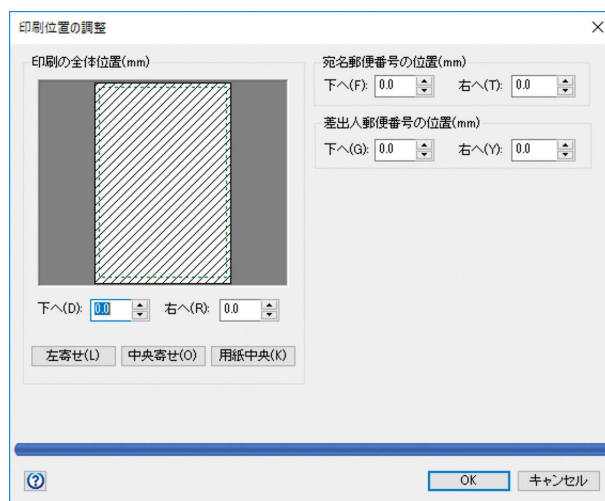 印刷位置の調整
印刷の全体位置(mm)
下へ(D): 0.0 右へ(R): 0.0
左寄せ(L) 中央寄せ(O) 用紙中央(K)
宛名郵便番号の位置(mm)
下へ(F): 0.0 右へ(T): 0.0
差出人郵便番号の位置(mm)
下へ(G): 0.0 右へ(Y): 0.0
OK キャンセル